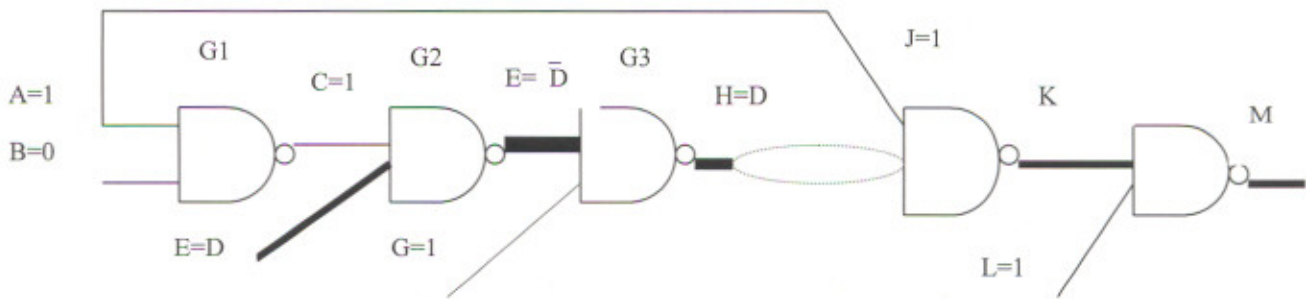 J=1
G1
G2
G3
E= D̅
C=1
A=1
H=D
K
M
B=0
E=D
G=1
L=1